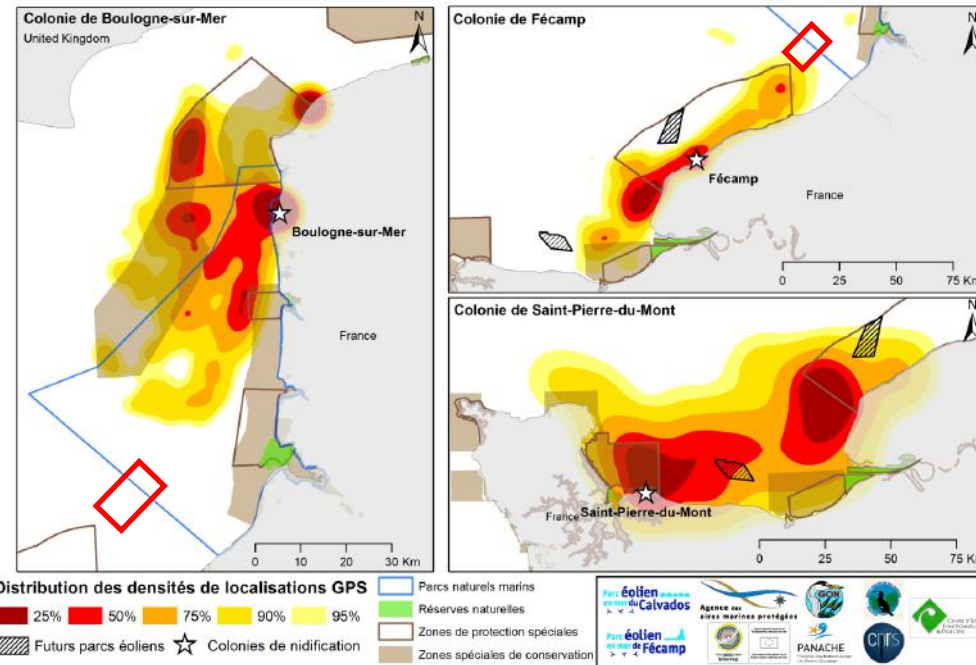 Colonie de Boulogne-sur-Mer
United Kingdom
N
Boulogne-sur-Mer
France
0 10 20 30 Km
Colonie de Fécamp
N
Fécamp
France
0 25 50 75 Km
Colonie de Saint-Pierre-du-Mont
N
France
Saint-Pierre-du-Mont
0 25 50 75 Km
Distribution des densités de localisations GPS
25% 50% 75% 90% 95%
Futurs parcs éoliens
Colonies de nidification
Parcs naturels marins
Réserves naturelles
Zones de protection spéciales
Zones spéciales de conservation
Parc éolien
en mer du Calvados
Agence des
aires marines protégées
GON
Parc éolien
en mer de
Fécamp
PANACHE
cnrs